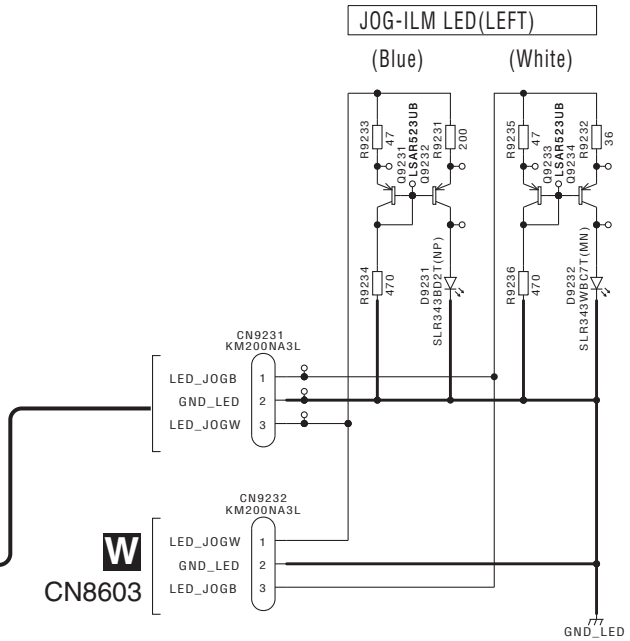 JOG-ILM LED(LEFT)
(Blue)
(White)
R9233
47
Q9231
LSAR523UB
Q9232
R9231
200
R9235
47
Q9233
LSAR523UB
Q9234
R9232
36
R9234
470
D9231
SLR343BD2T(NP)
R9236
470
D9232
SLR343WBC7T(MN)
CN9231
KM200NA3L
LED_JOGB 1
GND_LED 2
LED_JOGW 3
CN9232
KM200NA3L
W
CN8603
LED_JOGW 1
GND_LED 2
LED_JOGB 3
GND_LED